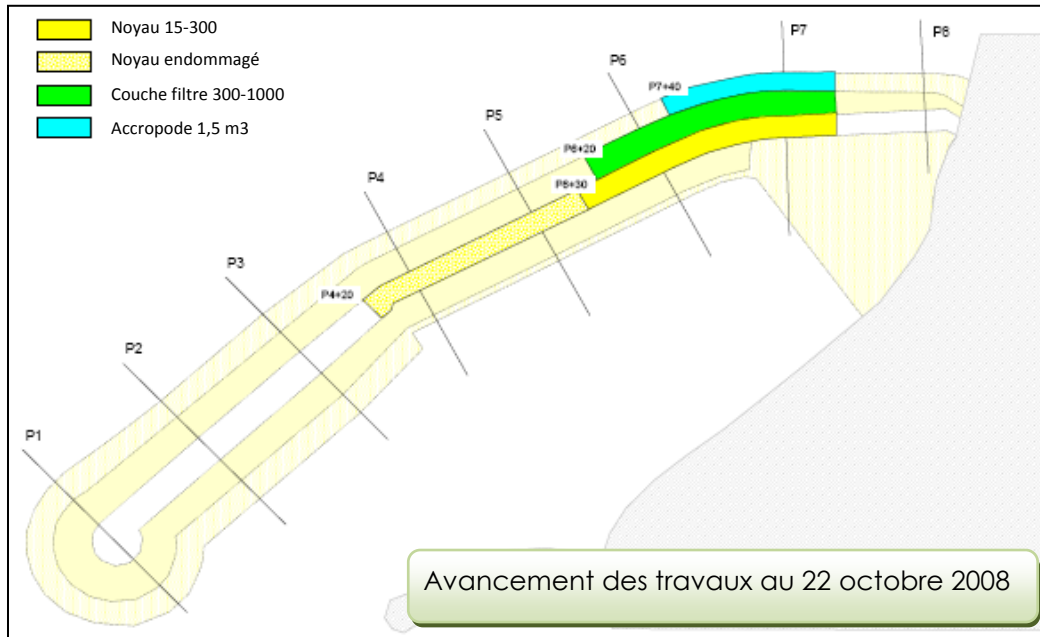 Noyau 15-300
Noyau endommagé
Couche filtre 300-1000
Accropode 1,5 m3
P8
P7
P6
P7+40
P5
P6+20
P6+30
P4
P3
P4+20
P2
P1
Avancement des travaux au 22 octobre 2008